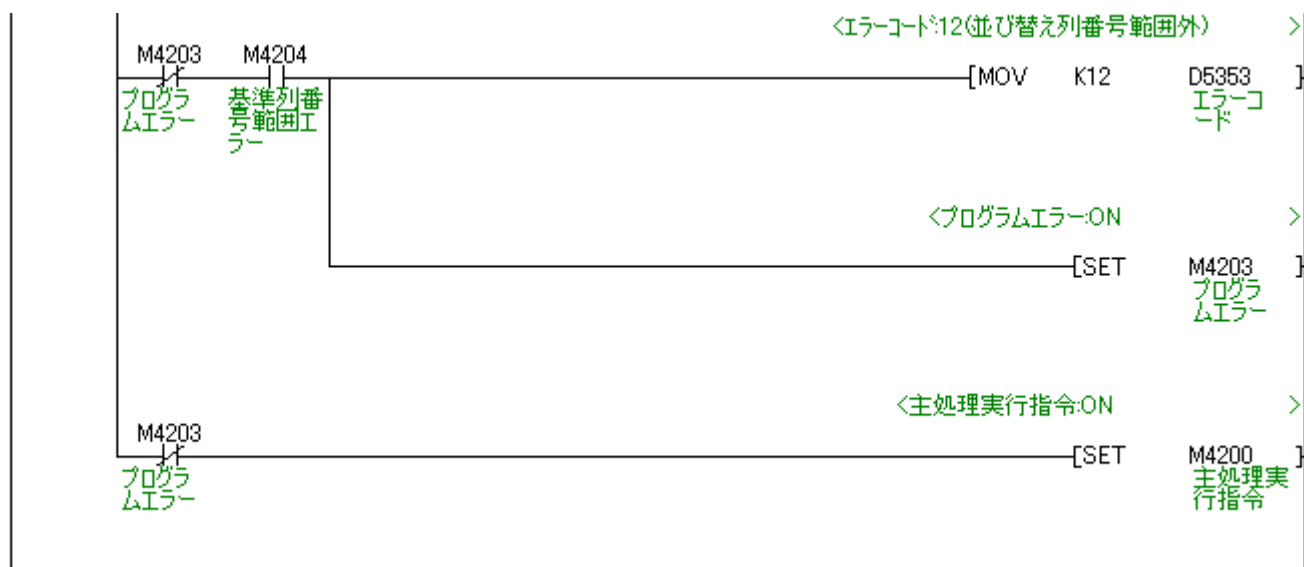 <エラーコード:12(並び替え列番号範囲外) >
M4203 M4204
[MOV K12 D5353 ]
プログラ 基準列番 エラーコ
ムエラー 号範囲エ ード
ラー
<プログラムエラー:ON >
[SET M4203 ]
プログラ
ムエラー
<主処理実行指令:ON >
M4203
[SET M4200 ]
プログラ 主処理実
ムエラー 行指令